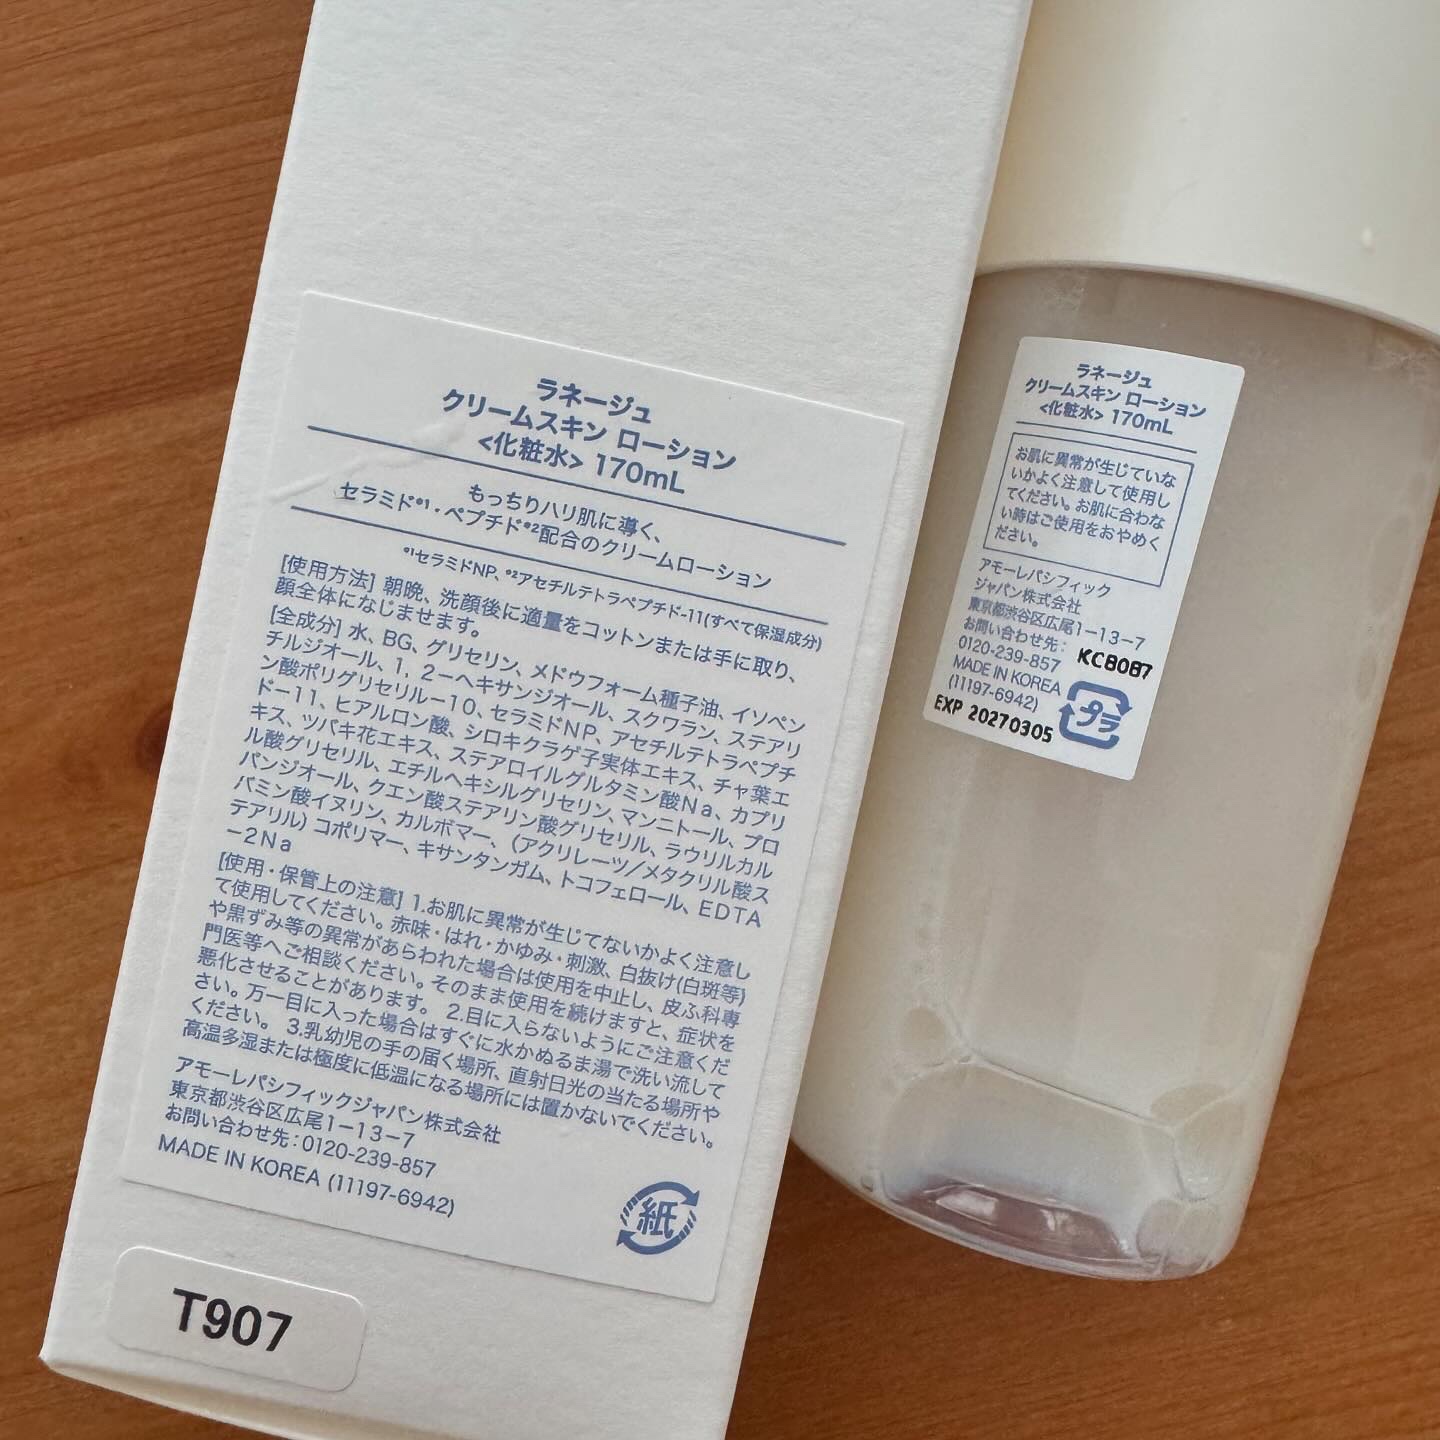 ラネージュ
クリームスキン ローション
<化粧水> 170mL
もっちりハリ肌に導く、
セラミド*1・ペプチド*2配合のクリームローション
*1セラミドNP、*2アセチルテトラペプチド-11(すべて保湿成分)
[使用方法] 朝晩、洗顔後に適量をコットンまたは手に取り、
顔全体になじませます。
[全成分] 水、BG、グリセリン、メドウフォーム種子油、イソペン
チルジオール、1，2－ヘキサンジオール、スクワラン、ステアリ
ン酸ポリグリセリル－10、セラミドNP、アセチルテトラペプチ
ド－11、ヒアルロン酸、シロキクラゲ子実体エキス、チャ葉エ
キス、ツバキ花エキス、ステアロイルグルタミン酸Na、カプリ
ル酸グリセリル、エチルヘキシルグリセリン、マンニトール、プロ
パンジオール、クエン酸ステアリン酸グリセリル、ラウリルカル
バミン酸イヌリン、カルボマー、（アクリレーツ／メタクリル酸ス
テアリル）コポリマー、キサンタンガム、トコフェロール、EDTA
－2Na
[使用・保管上の注意] 1.お肌に異常が生じてないかよく注意し
て使用してください。赤味・はれ・かゆみ・刺激、白抜け(白斑等)
や黒ずみ等の異常があらわれた場合は使用を中止し、皮ふ科専
門医等へご相談ください。そのまま使用を続けますと、症状を
悪化させることがあります。 2.目に入らないようにご注意くだ
さい。万一目に入った場合はすぐに水かぬるま湯で洗い流して
ください。 3.乳幼児の手の届く場所、直射日光の当たる場所や
高温多湿または極度に低温になる場所には置かないでください。
アモーレパシフィックジャパン株式会社
東京都渋谷区広尾1－13－7
お問い合わせ先：0120-239-857
MADE IN KOREA (11197-6942)
紙
T907
ラネージュ
クリームスキン ローション
<化粧水> 170mL
お肌に異常が生じていな
いかよく注意して使用し
てください。お肌に合わな
い時はご使用をおやめく
ださい。
アモーレパシフィック
ジャパン株式会社
東京都渋谷区広尾1－13－7
お問い合わせ先：
0120-239-857 KC8087
MADE IN KOREA
(11197-6942)
EXP 20270305
プラ